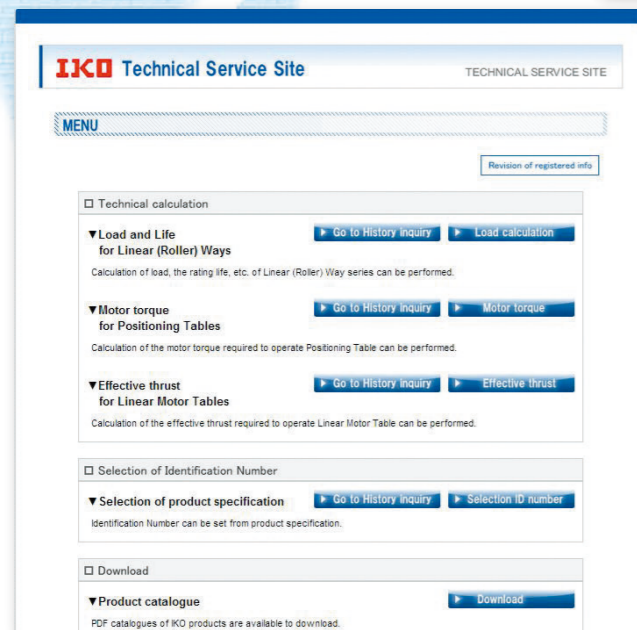 IKO Technical Service Site
TECHNICAL SERVICE SITE
MENU
Revision of registered info
Technical calculation
▼Load and Life
for Linear (Roller) Ways
Go to History inquiry
Load calculation
Calculation of load, the rating life, etc. of Linear (Roller) Way series can be performed.
▼Motor torque
for Positioning Tables
Go to History inquiry
Motor torque
Calculation of the motor torque required to operate Positioning Table can be performed.
▼Effective thrust
for Linear Motor Tables
Go to History inquiry
Effective thrust
Calculation of the effective thrust required to operate Linear Motor Table can be performed.
Selection of Identification Number
▼Selection of product specification
Go to History inquiry
Selection ID number
Identification Number can be set from product specification.
Download
▼Product catalogue
Download
PDF catalogues of IKO products are available to download.